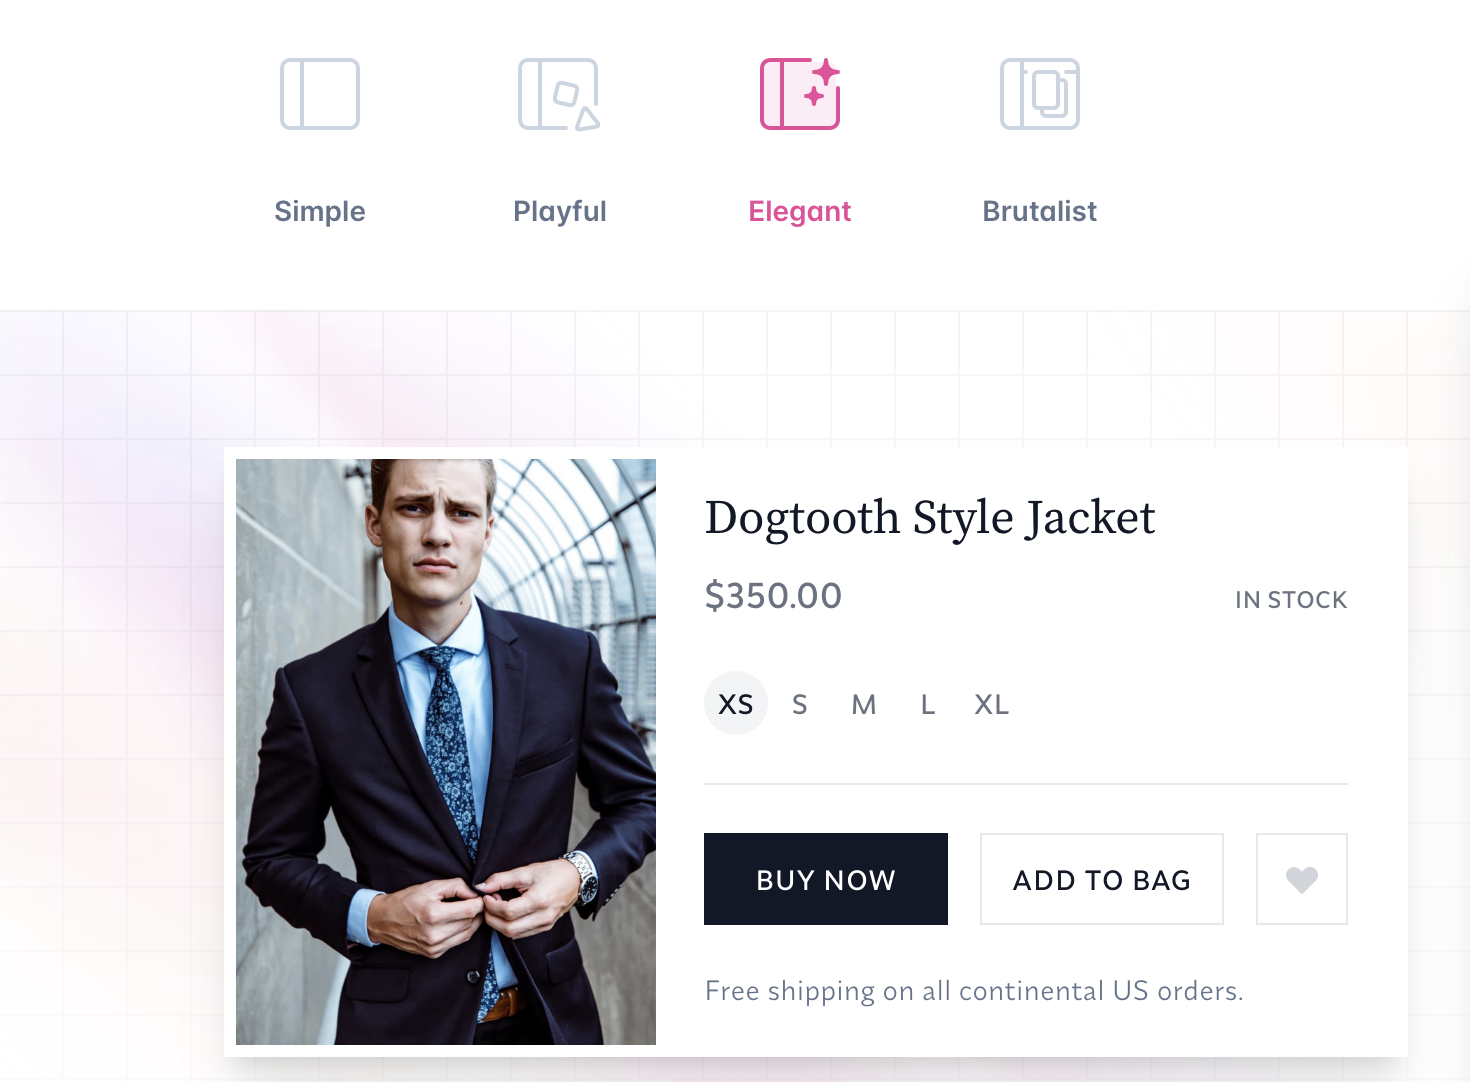 Simple
Playful
Elegant
Brutalist
Dogtooth Style Jacket
$350.00
IN STOCK
XS S M L XL
BUY NOW
ADD TO BAG
Free shipping on all continental US orders.